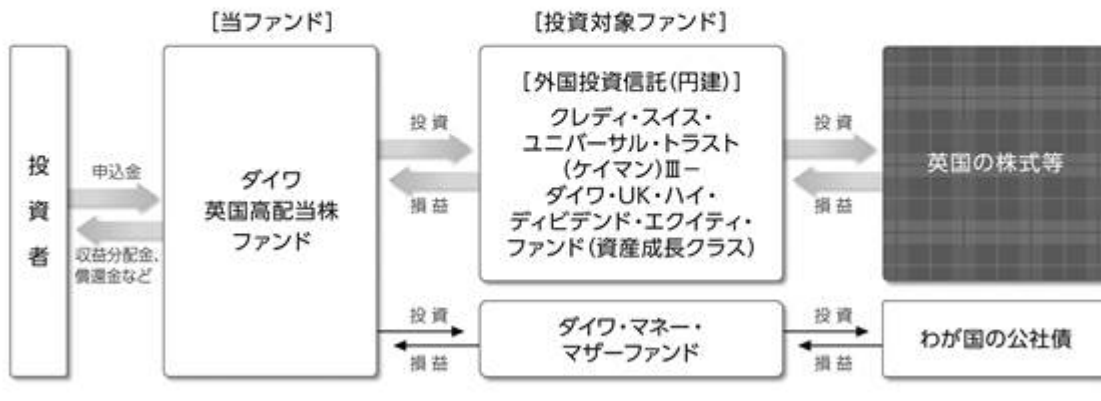 [当ファンド]
[投資対象ファンド]
投資者
申込金
収益分配金、
償還金など
ダイワ
英国高配当株
ファンド
投資
損益
[外国投資信託(円建)]
クレディ・スイス・
ユニバーサル・トラスト
(ケイマン)Ⅲ－
ダイワ・UK・ハイ・
ディビデンド・エクイティ・
ファンド(資産成長クラス)
投資
損益
英国の株式等
投資
損益
ダイワ・マネー・
マザーファンド
投資
損益
わが国の公社債